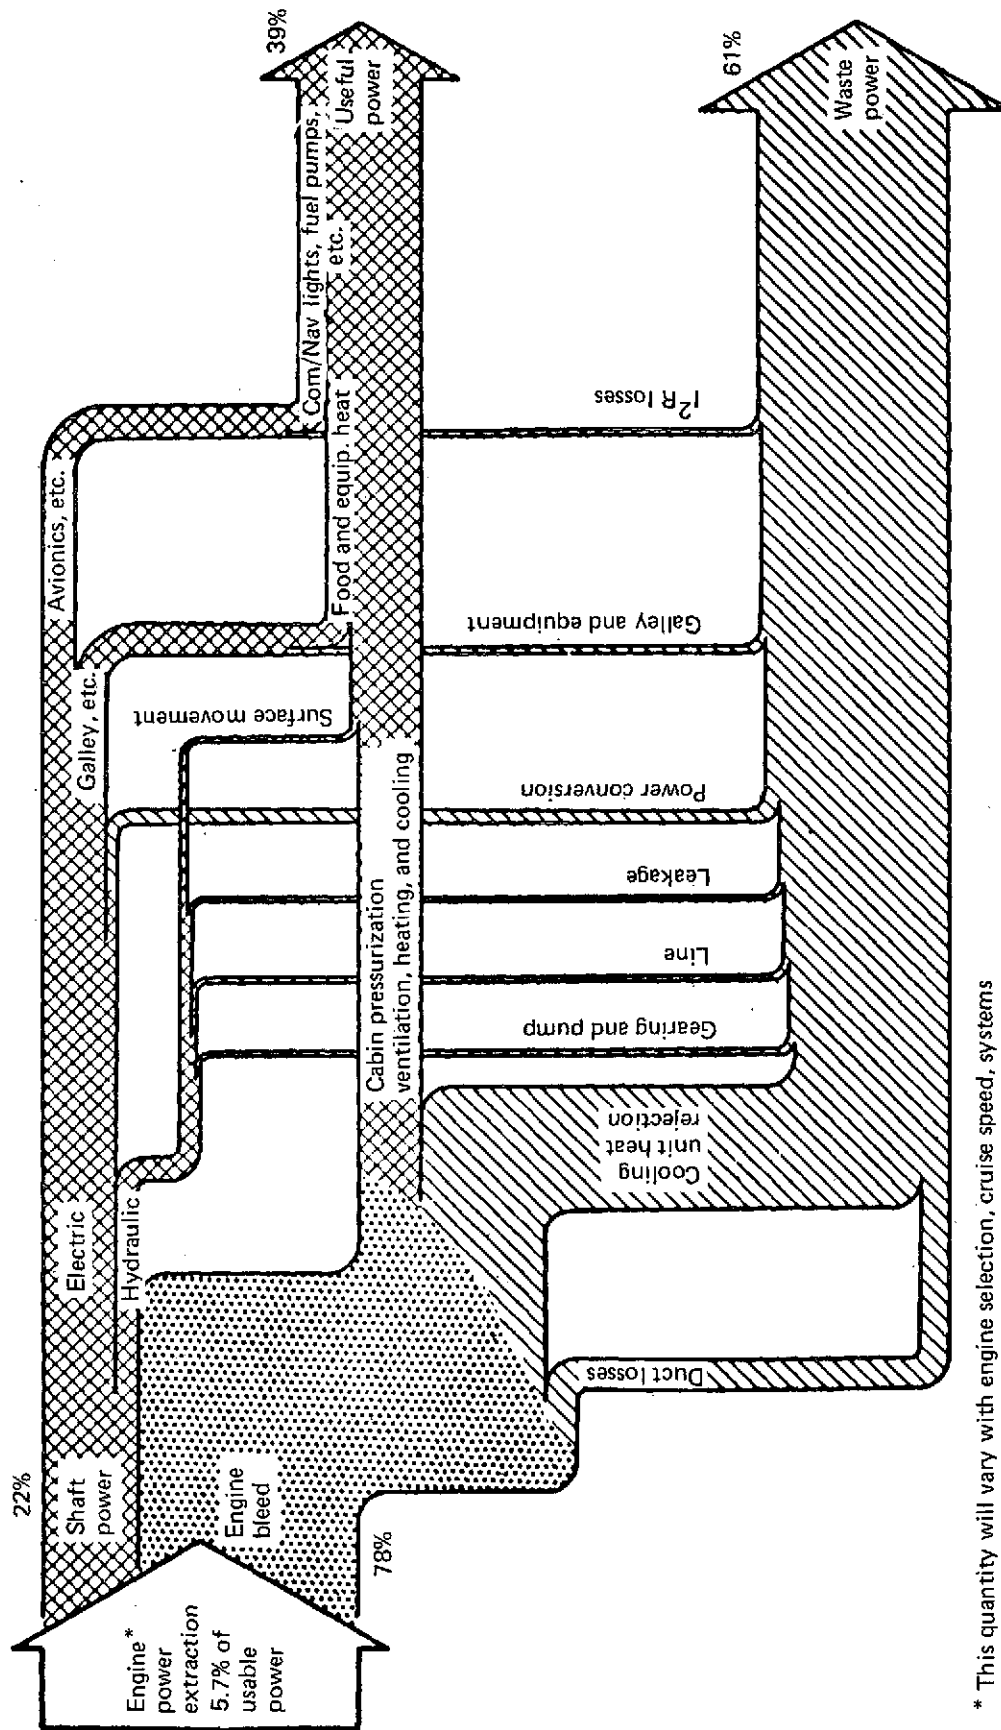 Engine*
power
extraction
5.7% of
usable
power
22%
Shaft
power
Engine
bleed
78%
Electric
Hydraulic
Duct losses
Cooling
unit heat
rejection
Gearing and pump
Line
Leakage
Power conversion
Galley and equipment
I²R losses
Surface movement
Cabin pressurization
ventilation, heating, and cooling
Galley, etc.
Avionics, etc.
Food and equip. heat
Com/Nav lights, fuel pumps,
etc.
Useful
power
39%
Waste
power
61%
* This quantity will vary with engine selection, cruise speed, systems